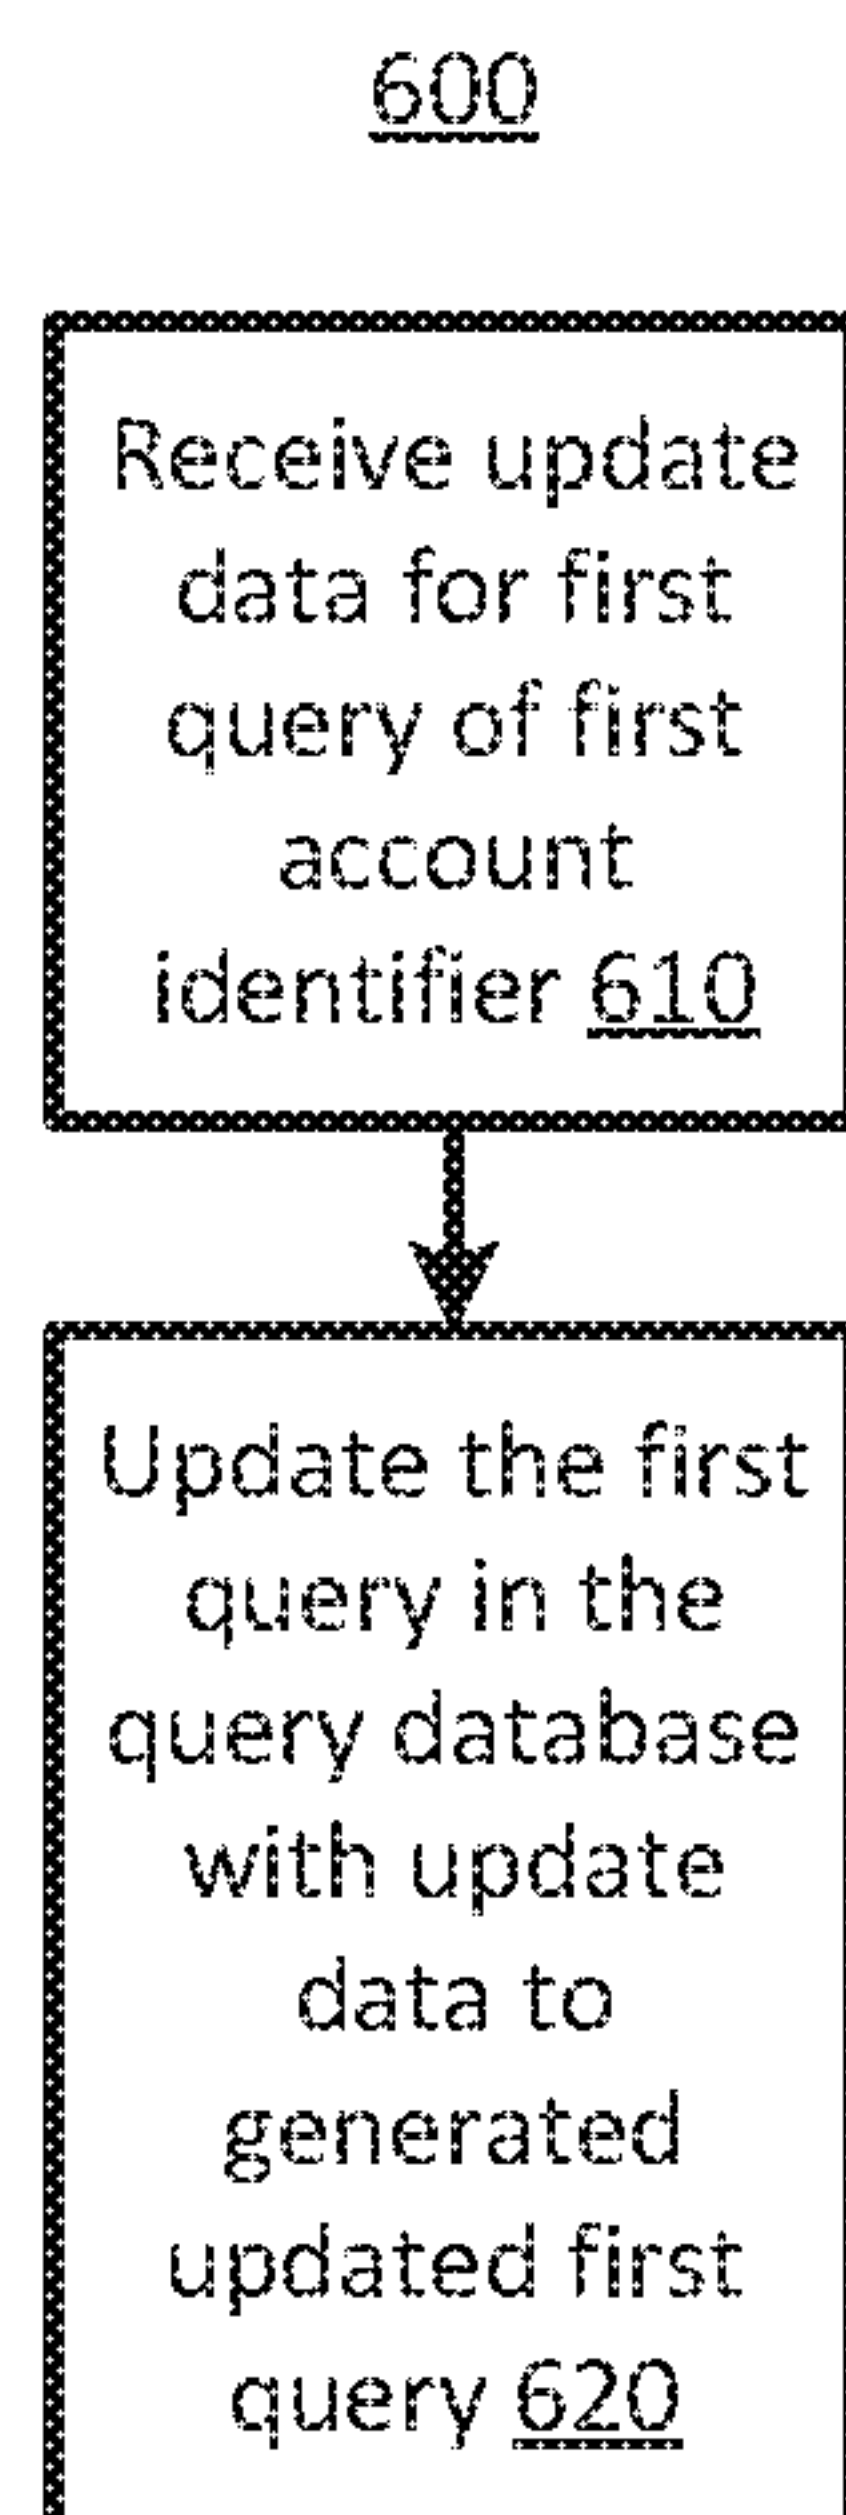 600
Receive update
data for first
query of first
account
identifier 610
Update the first
query in the
query database
with update
data to
generated
updated first
query 620